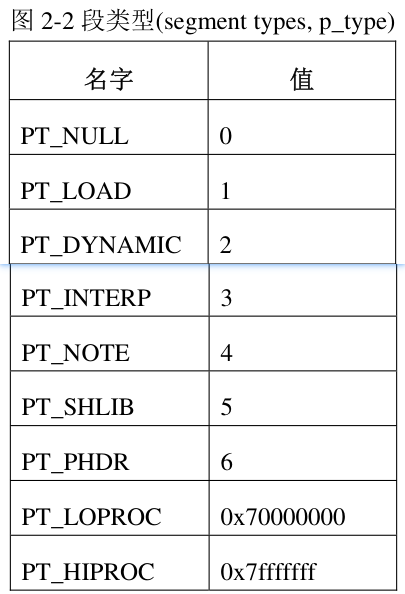 图 2-2 段类型(segment types, p_type)
名字 值
PT_NULL 0
PT_LOAD 1
PT_DYNAMIC 2
PT_INTERP 3
PT_NOTE 4
PT_SHLIB 5
PT_PHDR 6
PT_LOPROC 0x70000000
PT_HIPROC 0x7fffffff